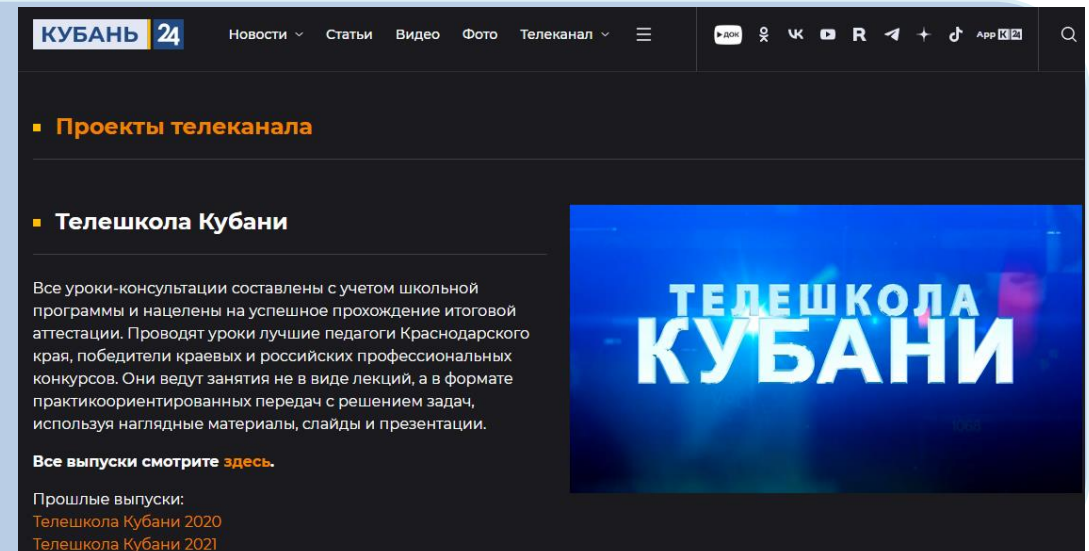 КУБАНЬ 24
Новости Статьи Видео Фото Телеканал
ДОК R App K 24
Проекты телеканала
Телешкола Кубани
Все уроки-консультации составлены с учетом школьной
программы и нацелены на успешное прохождение итоговой
аттестации. Проводят уроки лучшие педагоги Краснодарского
края, победители краевых и российских профессиональных
конкурсов. Они ведут занятия не в виде лекций, а в формате
практикоориентированных передач с решением задач,
используя наглядные материалы, слайды и презентации.
Все выпуски смотрите здесь.
Прошлые выпуски:
Телешкола Кубани 2020
Телешкола Кубани 2021
ТЕЛЕШКОЛА
КУБАНИ